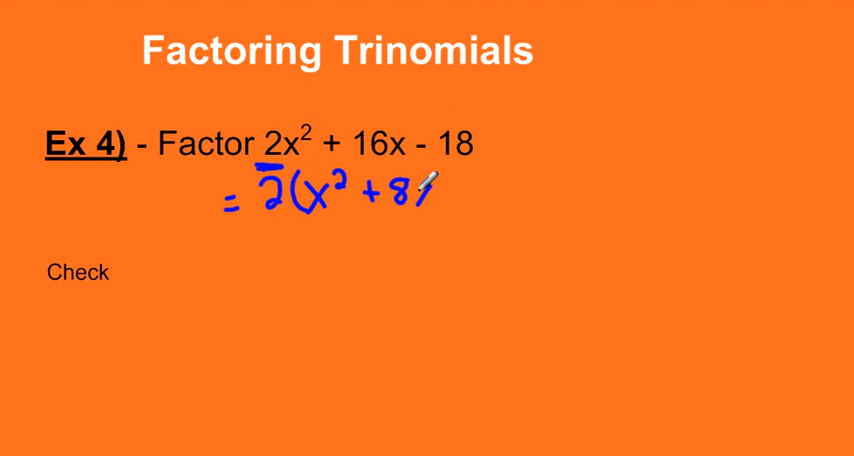 Factoring Trinomials
Ex 4) - Factor 2x² + 16x - 18
= 2(x² + 8
Check